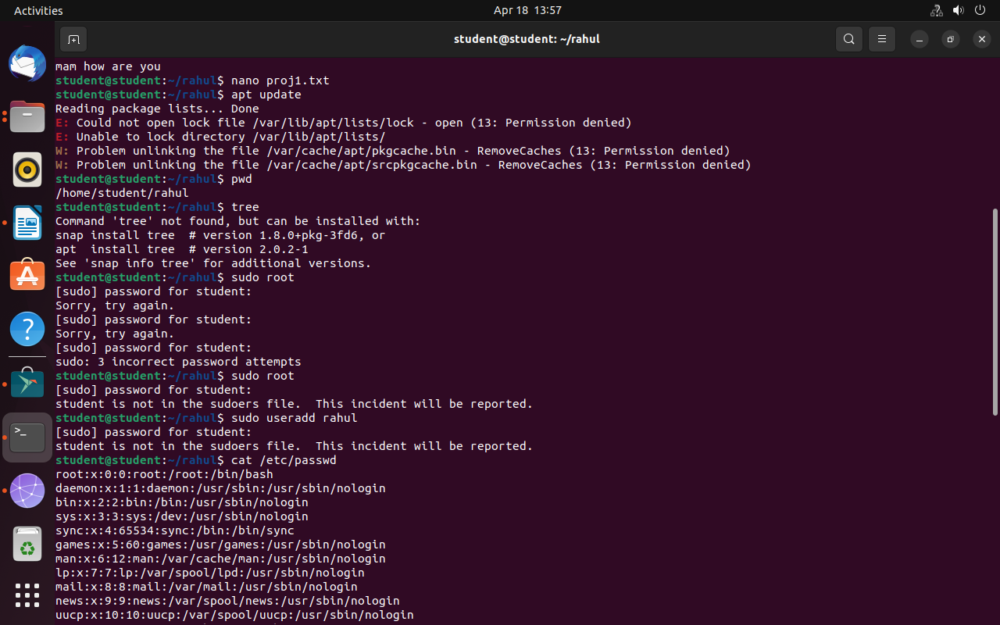 Activities
Apr 18 13:57
student@student: ~/rahul
mam how are you
student@student:~/rahul$ nano proj1.txt
student@student:~/rahul$ apt update
Reading package lists... Done
E: Could not open lock file /var/lib/apt/lists/lock - open (13: Permission denied)
E: Unable to lock directory /var/lib/apt/lists/
W: Problem unlinking the file /var/cache/apt/pkgcache.bin - RemoveCaches (13: Permission denied)
W: Problem unlinking the file /var/cache/apt/srcpkgcache.bin - RemoveCaches (13: Permission denied)
student@student:~/rahul$ pwd
/home/student/rahul
student@student:~/rahul$ tree
Command 'tree' not found, but can be installed with:
snap install tree  # version 1.8.0+pkg-3fd6, or
apt  install tree  # version 2.0.2-1
See 'snap info tree' for additional versions.
student@student:~/rahul$ sudo root
[sudo] password for student:
Sorry, try again.
[sudo] password for student:
Sorry, try again.
[sudo] password for student:
sudo: 3 incorrect password attempts
student@student:~/rahul$ sudo root
[sudo] password for student:
student is not in the sudoers file.  This incident will be reported.
student@student:~/rahul$ sudo useradd rahul
[sudo] password for student:
student is not in the sudoers file.  This incident will be reported.
student@student:~/rahul$ cat /etc/passwd
root:x:0:0:root:/root:/bin/bash
daemon:x:1:1:daemon:/usr/sbin:/usr/sbin/nologin
bin:x:2:2:bin:/bin:/usr/sbin/nologin
sys:x:3:3:sys:/dev:/usr/sbin/nologin
sync:x:4:65534:sync:/bin:/bin/sync
games:x:5:60:games:/usr/games:/usr/sbin/nologin
man:x:6:12:man:/var/cache/man:/usr/sbin/nologin
lp:x:7:7:lp:/var/spool/lpd:/usr/sbin/nologin
mail:x:8:8:mail:/var/mail:/usr/sbin/nologin
news:x:9:9:news:/var/spool/news:/usr/sbin/nologin
uucp:x:10:10:uucp:/var/spool/uucp:/usr/sbin/nologin